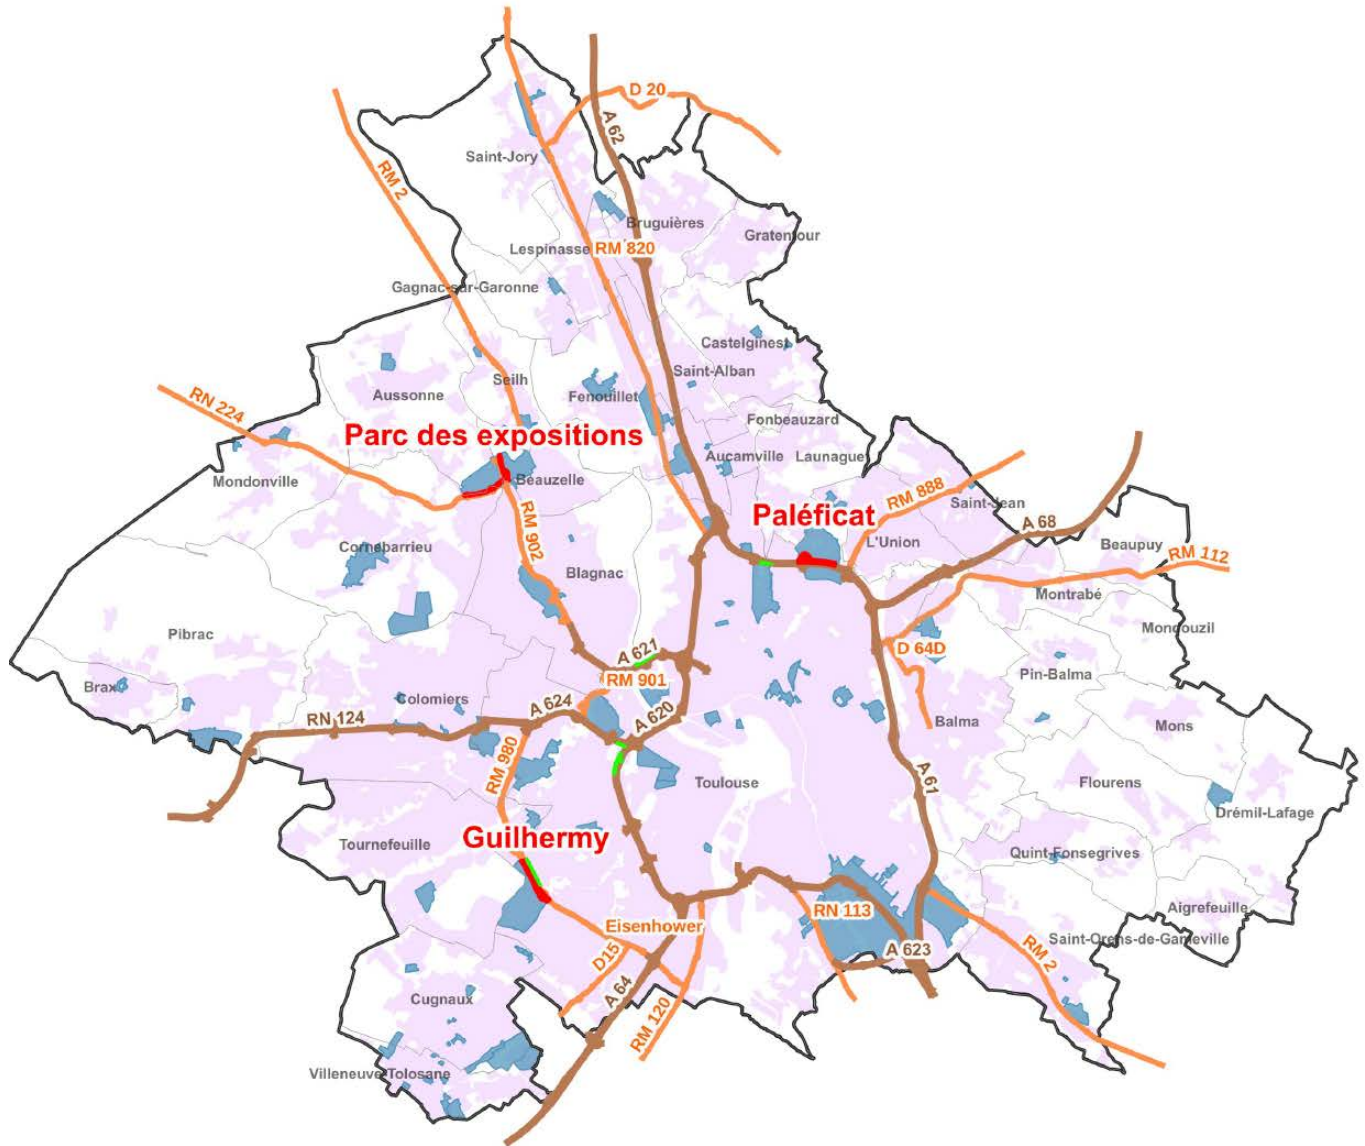 D 20
A 62
Saint-Jory
RM 2
Bruguières
Gratentour
Lespinasse
RM 820
Gagnac-sur-Garonne
Castelginest
Saint-Alban
Seilh
Aussonne
Fenouillet
RN 224
Fonbeauzard
Parc des expositions
Aucamville
Launaguet
Mondonville
Beauzelle
RM 888
Saint-Jean
Paléficat
A 68
RM 902
L'Union
Beaupuy
RM 112
Cornebarrieu
Blagnac
Montrabé
Pibrac
Mondouzil
A 621
D 64D
RM 901
Pin-Balma
Brax
Colomiers
A 624
A 620
RN 124
Balma
Mons
RM 980
A 61
Toulouse
Flourens
Drémil-Lafage
Guilhermy
Tournefeuille
Quint-Fonsegrives
Aigrefeuille
RN 113
Eisenhower
Saint-Orens-de-Gameville
D15
A 623
RM 2
A 64
Cugnaux
RM 120
Villeneuve-Tolosane